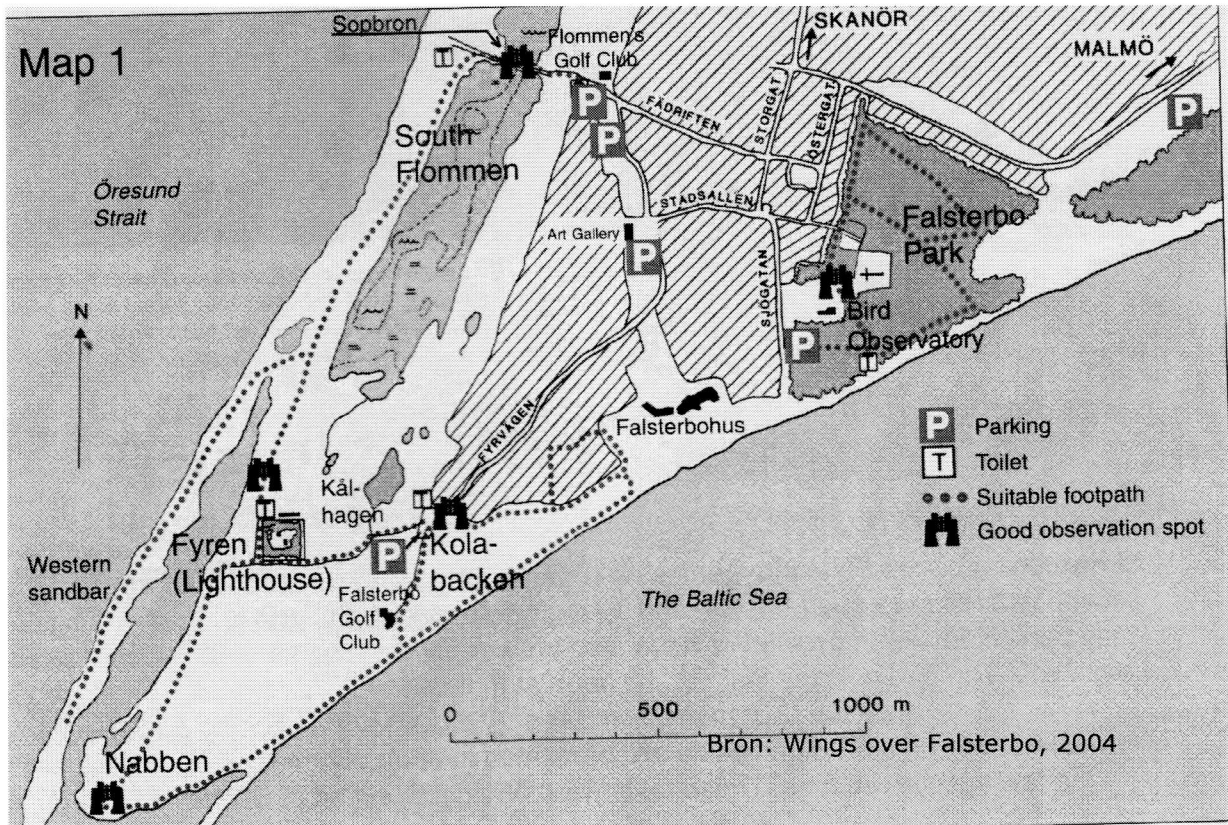 Map 1
Sopbron
T
Flommen's
Golf Club
SKANÖR
MALMÖ
P
P
P
FÄDRIFTEN
STORGAT
ÖSTERGAT
South
Flommen
Öresund
Strait
STADSALLEN
Art Gallery
P
SJÖGATAN
Falsterbo
Park
Bird
Observatory
P
T
N
FYRVÄGEN
Falsterbohus
P Parking
T Toilet
Suitable footpath
Good observation spot
Kål-
hagen
T
T
Fyren
(Lighthouse)
P
Kola-
backen
Western
sandbar
Falsterbo
Golf
Club
The Baltic Sea
0 500 1000 m
Bron: Wings over Falsterbo, 2004
Nabben